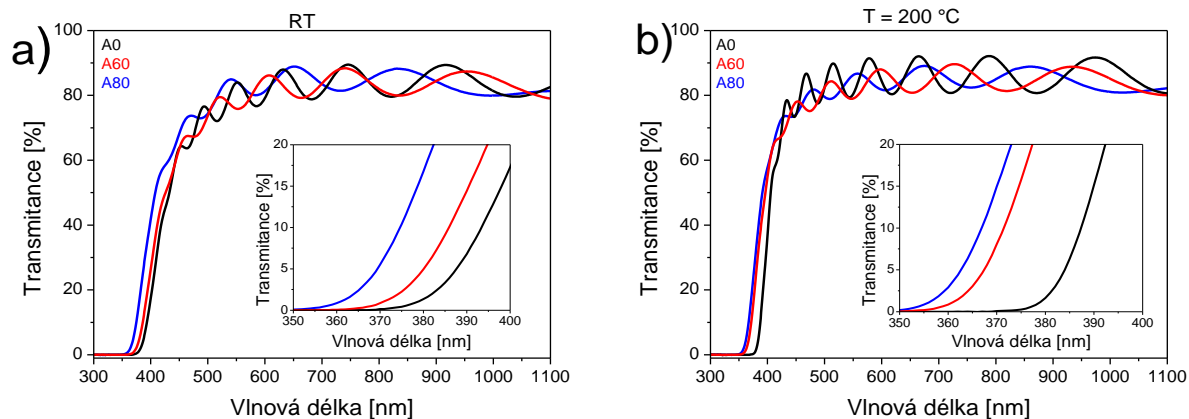 a)
RT
A0
A60
A80
100
80
60
40
20
0
Transmitance [%]
300 400 500 600 700 800 900 1000 1100
Vlnová délka [nm]
20
15
10
5
0
Transmitance [%]
350 360 370 380 390 400
Vlnová délka [nm]
b)
T = 200 °C
A0
A60
A80
100
80
60
40
20
0
Transmitance [%]
300 400 500 600 700 800 900 1000 1100
Vlnová délka [nm]
20
15
10
5
0
Transmitance [%]
350 360 370 380 390 400
Vlnová délka [nm]